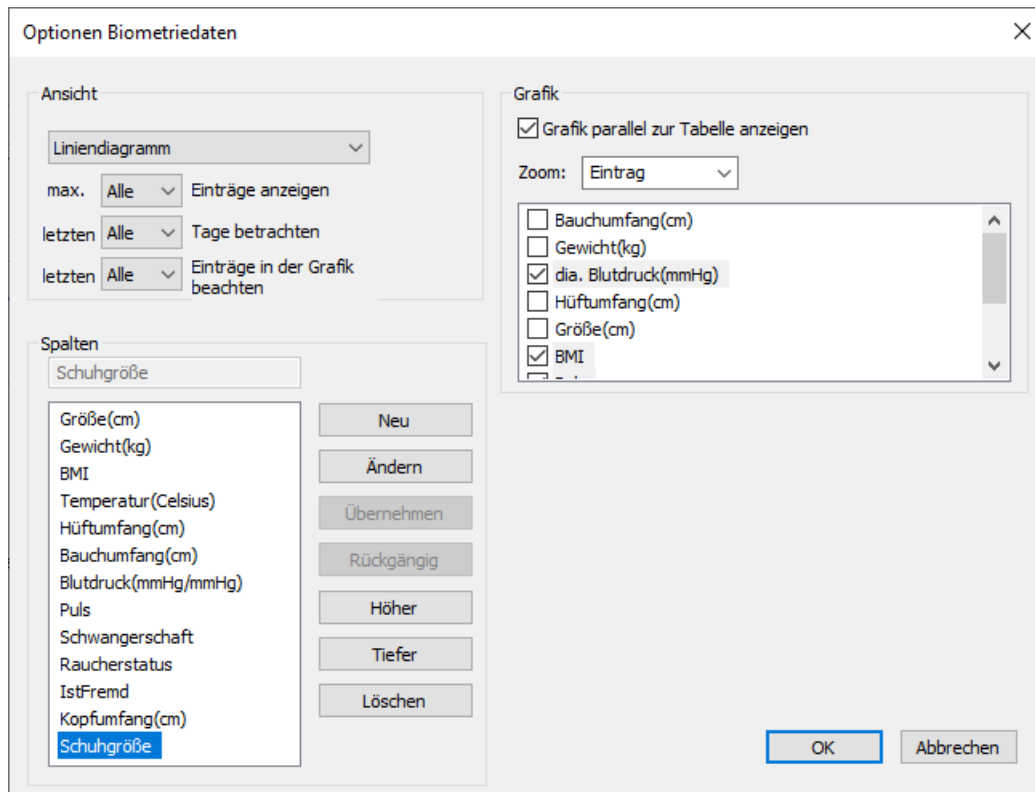 Optionen Biometriedaten
Ansicht
Liniendiagramm
max. Alle Einträge anzeigen
letzten Alle Tage betrachten
letzten Alle Einträge in der Grafik
beachten
Spalten
Schuhgröße
Größe(cm)
Gewicht(kg)
BMI
Temperatur(Celsius)
Hüftumfang(cm)
Bauchumfang(cm)
Blutdruck(mmHg/mmHg)
Puls
Schwangerschaft
Raucherstatus
IstFremd
Kopfumfang(cm)
Schuhgröße
Neu
Ändern
Übernehmen
Rückgängig
Höher
Tiefer
Löschen
Grafik
Grafik parallel zur Tabelle anzeigen
Zoom: Eintrag
Bauchumfang(cm)
Gewicht(kg)
dia. Blutdruck(mmHg)
Hüftumfang(cm)
Größe(cm)
BMI
OK
Abbrechen